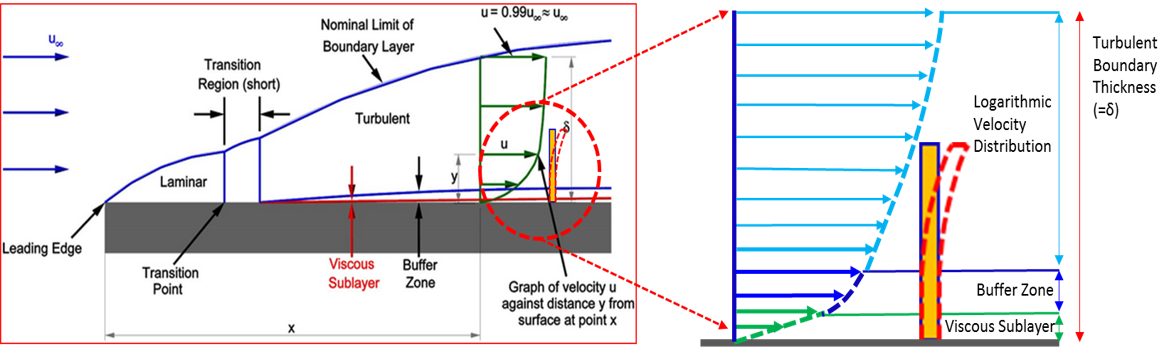 u∞
Transition
Region (short)
Nominal Limit of
Boundary Layer
u = 0.99u∞ ≈ u∞
Turbulent
Laminar
u
y
δ
Leading Edge
Transition
Point
Viscous
Sublayer
Buffer
Zone
Graph of velocity u
against distance y from
surface at point x
x
Turbulent
Boundary
Thickness
(=δ)
Logarithmic
Velocity
Distribution
Buffer Zone
Viscous Sublayer